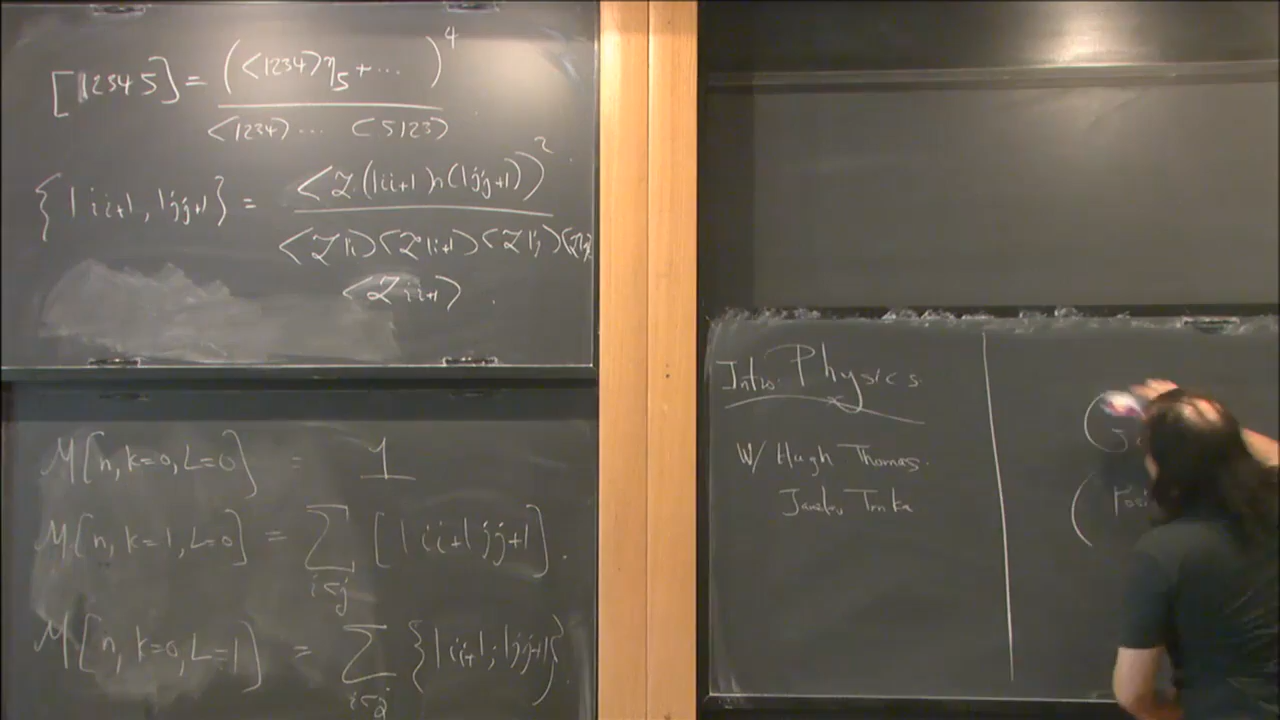 [12345] = (<1234>η5 + ...)^4
<1234> ... <5123>
{1 i i+1, 1 j j+1} = <Z(1 i i+1)∩(1 j j+1)>^2
<Z 1 i> <Z 1 i+1> <Z 1 j>
<Z i i+1>
M[n, k=0, L=0] = 1
M[n, k=1, L=0] = Σ [1 i i+1 j j+1].
i<j
M[n, k=0, L=1] = Σ {1 i i+1; 1 j j+1}.
i<j
Intro: Physics
W/ Hugh Thomas.
Jaroslav Trnka